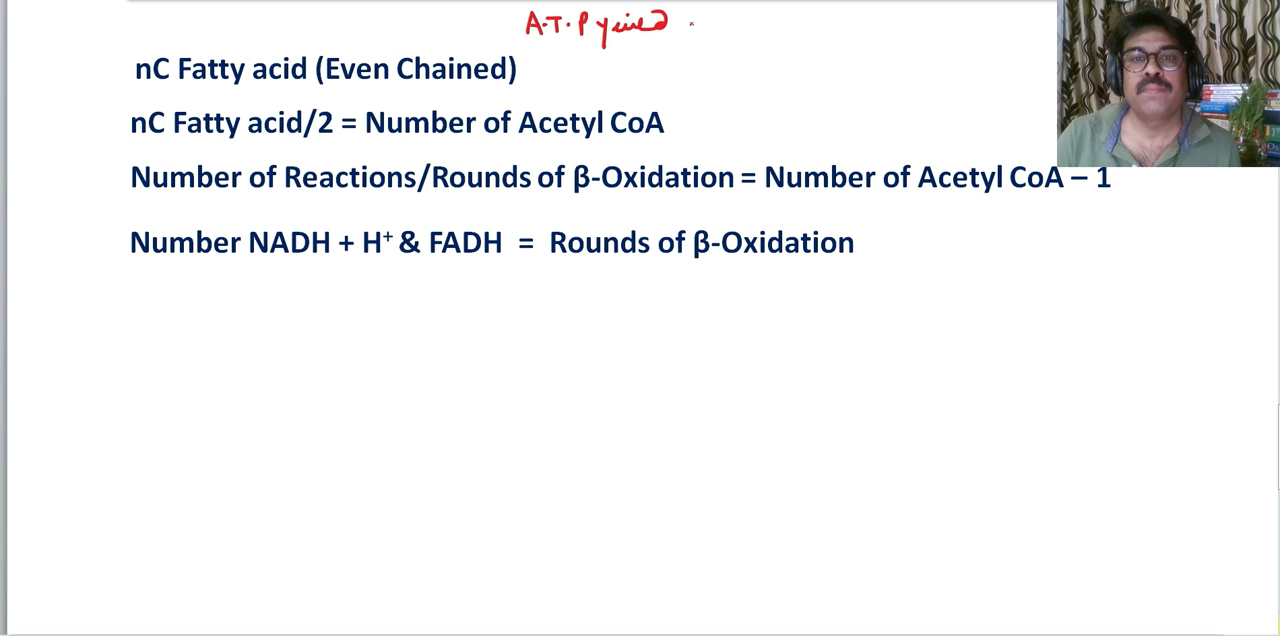 A.T.P yield
nC Fatty acid (Even Chained)
nC Fatty acid/2 = Number of Acetyl CoA
Number of Reactions/Rounds of β-Oxidation = Number of Acetyl CoA – 1
Number NADH + H⁺ & FADH = Rounds of β-Oxidation